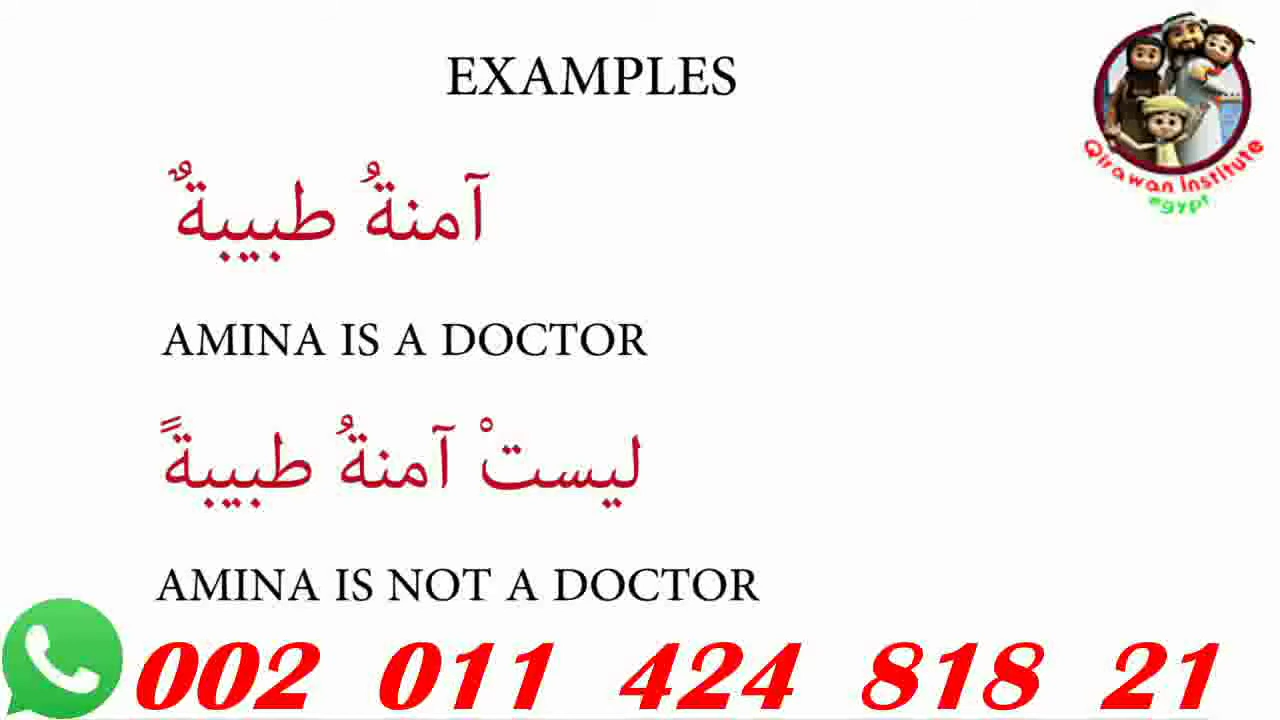 EXAMPLES
آمنةُ طبيبةٌ
AMINA IS A DOCTOR
ليستْ آمنةُ طبيبةً
AMINA IS NOT A DOCTOR
002 011 424 818 21
Qirawan Institute
egypt